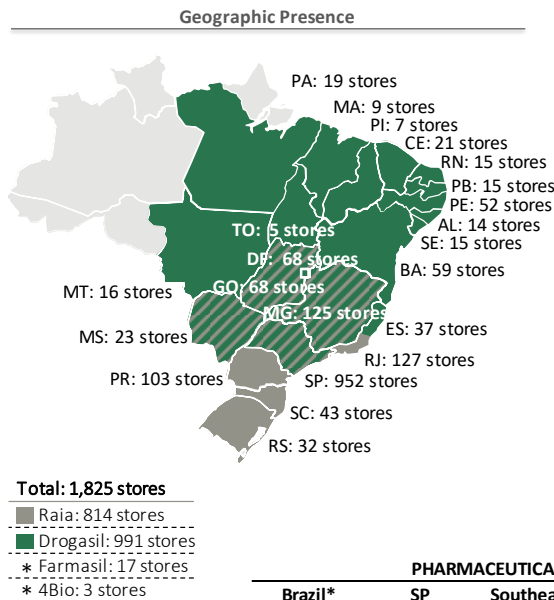 Geographic Presence
PA: 19 stores
MA: 9 stores
PI: 7 stores
CE: 21 stores
RN: 15 stores
PB: 15 stores
PE: 52 stores
AL: 14 stores
TO: 5 stores
SE: 15 stores
DF: 68 stores
BA: 59 stores
GO: 68 stores
MT: 16 stores
MG: 125 stores
ES: 37 stores
MS: 23 stores
RJ: 127 stores
PR: 103 stores
SP: 952 stores
SC: 43 stores
RS: 32 stores
Total: 1,825 stores
Raia: 814 stores
Drogasil: 991 stores
* Farmasil: 17 stores
* 4Bio: 3 stores
PHARMACEUTICA
Brazil* SP Southea